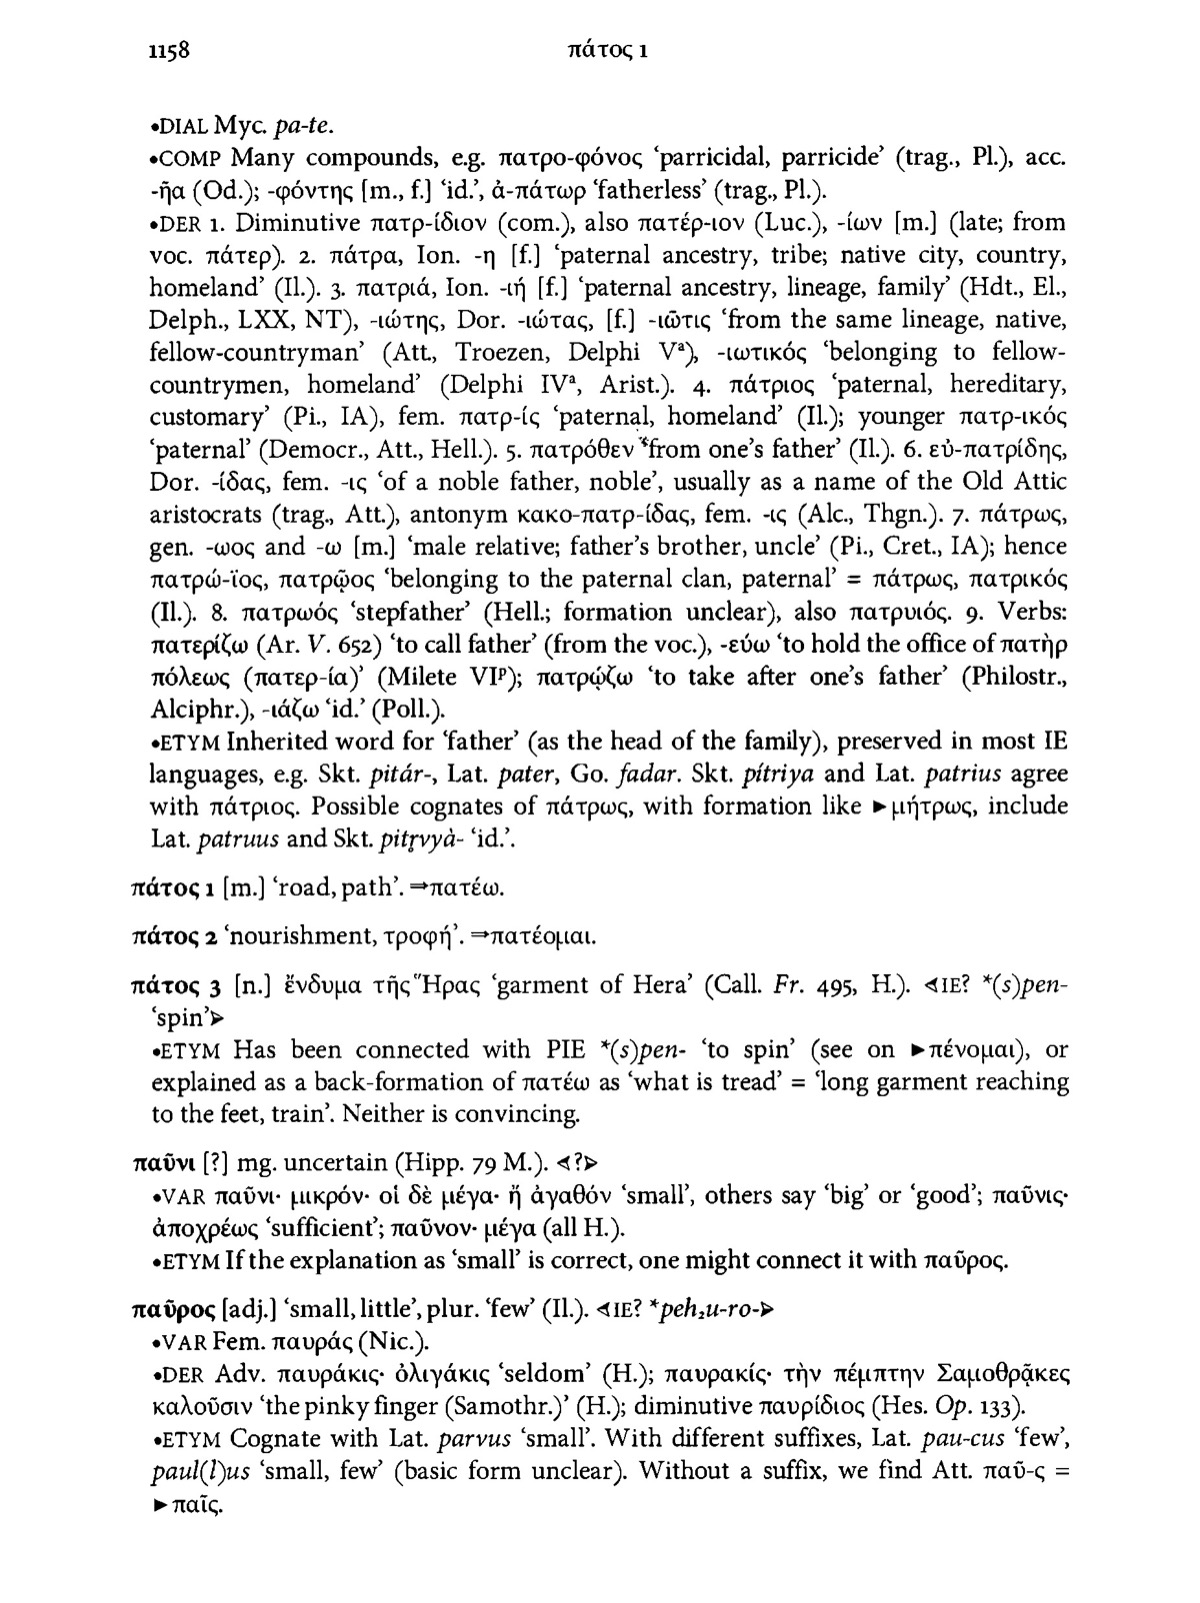 1158 πάτος 1
•DIAL Myc. pa-te.
•COMP Many compounds, e.g. πατρο-φόνος ‘parricidal, parricide’ (trag., Pl.), acc.
-ῆα (Od.); -φόντης [m., f.] ‘id.’, ἀ-πάτωρ ‘fatherless’ (trag., Pl.).
•DER 1. Diminutive πατρ-ίδιον (com.), also πατέρ-ιον (Luc.), -ίων [m.] (late; from
voc. πάτερ). 2. πάτρα, Ion. -η [f.] ‘paternal ancestry, tribe; native city, country,
homeland’ (Il.). 3. πατριά, Ion. -ιή [f.] ‘paternal ancestry, lineage, family’ (Hdt., El.,
Delph., LXX, NT), -ιώτης, Dor. -ιώτας, [f.] -ιῶτις ‘from the same lineage, native,
fellow-countryman’ (Att., Troezen, Delphi Vᵃ), -ιωτικός ‘belonging to fellow-
countrymen, homeland’ (Delphi IVᵃ, Arist.). 4. πάτριος ‘paternal, hereditary,
customary’ (Pi., IA), fem. πατρ-ίς ‘paternal, homeland’ (Il.); younger πατρ-ικός
‘paternal’ (Democr., Att., Hell.). 5. πατρόθεν ‘from one’s father’ (Il.). 6. εὐ-πατρίδης,
Dor. -ίδας, fem. -ις ‘of a noble father, noble’, usually as a name of the Old Attic
aristocrats (trag., Att.), antonym κακο-πατρ-ίδας, fem. -ις (Alc., Thgn.). 7. πάτρως,
gen. -ωος and -ω [m.] ‘male relative; father’s brother, uncle’ (Pi., Cret., IA); hence
πατρώ-ϊος, πατρῷος ‘belonging to the paternal clan, paternal’ = πάτρως, πατρικός
(Il.). 8. πατρωός ‘stepfather’ (Hell.; formation unclear), also πατρυιός. 9. Verbs:
πατερίζω (Ar. V. 652) ‘to call father’ (from the voc.), -εύω ‘to hold the office of πατὴρ
πόλεως (πατερ-ία)’ (Milete VIᵖ); πατρῴζω ‘to take after one’s father’ (Philostr.,
Alciphr.), -ιάζω ‘id.’ (Poll.).
•ETYM Inherited word for ‘father’ (as the head of the family), preserved in most IE
languages, e.g. Skt. pitár-, Lat. pater, Go. fadar. Skt. pítriya and Lat. patrius agree
with πάτριος. Possible cognates of πάτρως, with formation like ►μήτρως, include
Lat. patruus and Skt. pitr̥vyà- ‘id.’.
πάτος 1 [m.] ‘road, path’. ⇒πατέω.
πάτος 2 ‘nourishment, τροφή’. ⇒πατέομαι.
πάτος 3 [n.] ἔνδυμα τῆς Ἥρας ‘garment of Hera’ (Call. Fr. 495, H.). ⊲IE? *(s)pen-
‘spin’⊳
•ETYM Has been connected with PIE *(s)pen- ‘to spin’ (see on ►πένομαι), or
explained as a back-formation of πατέω as ‘what is tread’ = ‘long garment reaching
to the feet, train’. Neither is convincing.
παῦνι [?] mg. uncertain (Hipp. 79 M.). ⊲?⊳
•VAR παῦνι· μικρόν· οἱ δὲ μέγα· ἢ ἀγαθόν ‘small’, others say ‘big’ or ‘good’; παῦνις·
ἀποχρέως ‘sufficient’; παῦνον· μέγα (all H.).
•ETYM If the explanation as ‘small’ is correct, one might connect it with παῦρος.
παῦρος [adj.] ‘small, little’, plur. ‘few’ (Il.). ⊲IE? *peh₂u-ro-⊳
•VAR Fem. παυράς (Nic.).
•DER Adv. παυράκις· ὀλιγάκις ‘seldom’ (H.); παυρακίς· τὴν πέμπτην Σαμοθρᾷκες
καλοῦσιν ‘the pinky finger (Samothr.)’ (H.); diminutive παυρίδιος (Hes. Op. 133).
•ETYM Cognate with Lat. parvus ‘small’. With different suffixes, Lat. pau-cus ‘few’,
paul(l)us ‘small, few’ (basic form unclear). Without a suffix, we find Att. παῦ-ς =
►παῖς.